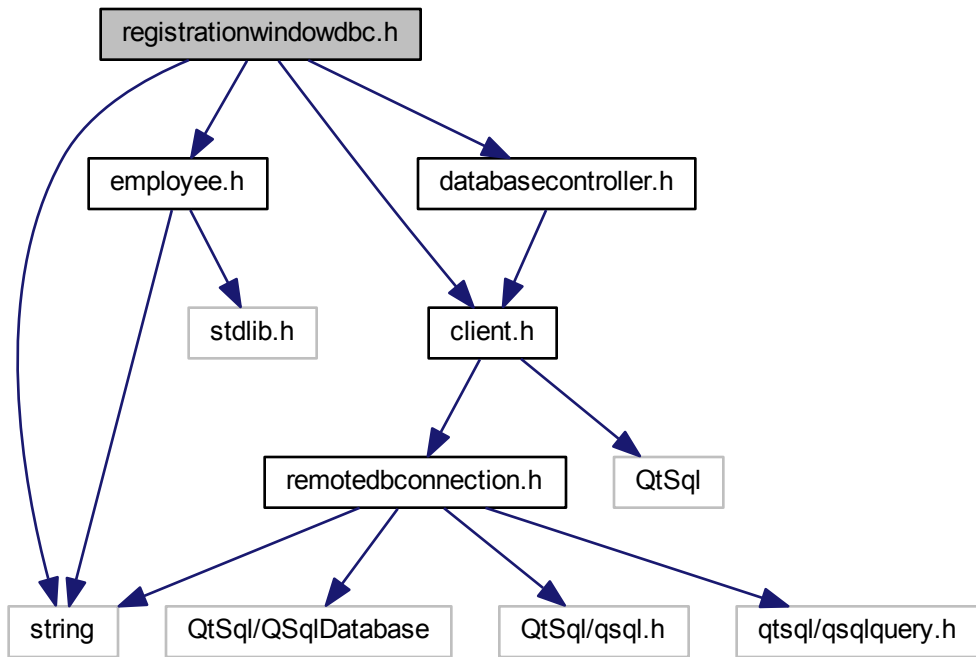 registrationwindowdbc.h
employee.h
databasecontroller.h
stdlib.h
client.h
remotedbconnection.h
QtSql
string
QtSql/QSqlDatabase
QtSql/qsql.h
qtsql/qsqlquery.h